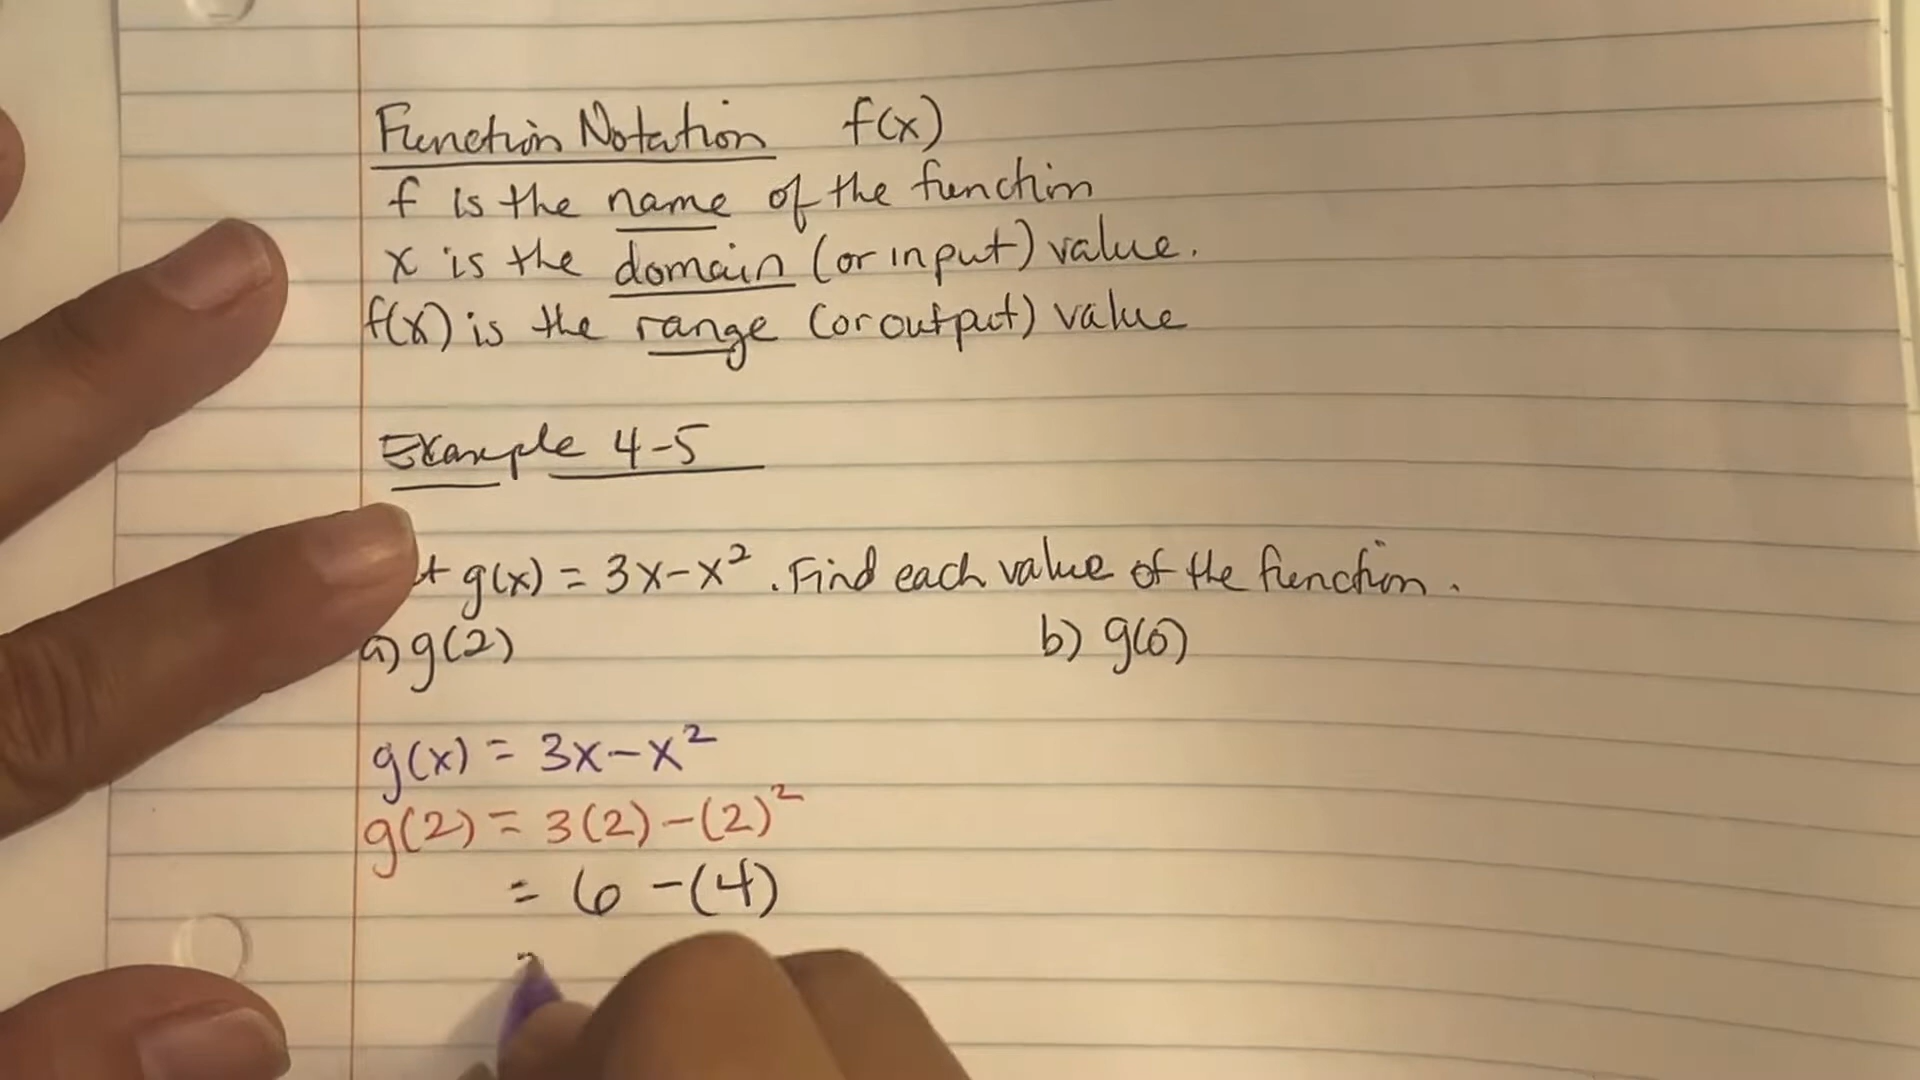 Function Notation f(x)
f is the name of the function
x is the domain (or input) value.
f(x) is the range (or output) value
Example 4-5
g(x) = 3x-x². Find each value of the function.
a) g(2) b)
g(x) = 3x-x²
g(2) = 3(2)-(2)²
= 6 -(4)